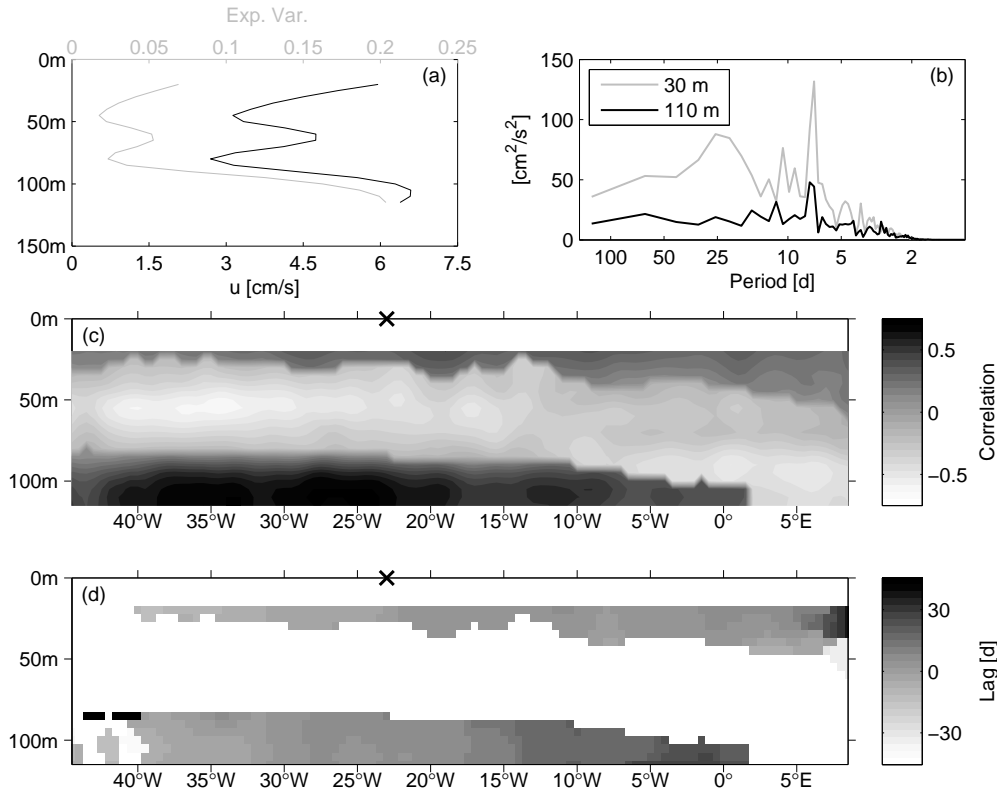 Exp. Var.
0 0.05 0.1 0.15 0.2 0.25
0m
50m
100m
150m
(a)
0 1.5 3 4.5 6 7.5
u [cm/s]
150
100
50
0
[cm²/s²]
30 m
110 m
(b)
100 50 25 10 5 2
Period [d]
0m
50m
100m
(c)
40°W 35°W 30°W 25°W 20°W 15°W 10°W 5°W 0° 5°E
0.5
0
−0.5
Correlation
0m
50m
100m
(d)
40°W 35°W 30°W 25°W 20°W 15°W 10°W 5°W 0° 5°E
30
0
−30
Lag [d]